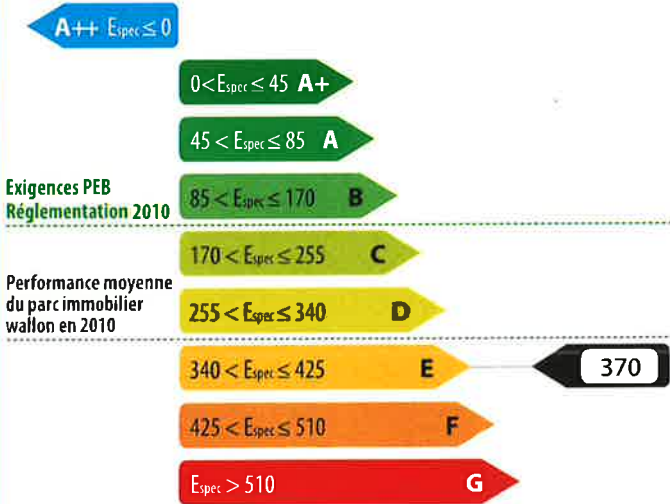 A++ Espec ≤ 0
0 < Espec ≤ 45 A+
45 < Espec ≤ 85 A
Exigences PEB
Réglementation 2010
85 < Espec ≤ 170 B
170 < Espec ≤ 255 C
Performance moyenne
du parc immobilier
wallon en 2010
255 < Espec ≤ 340 D
340 < Espec ≤ 425 E
370
425 < Espec ≤ 510 F
Espec > 510 G